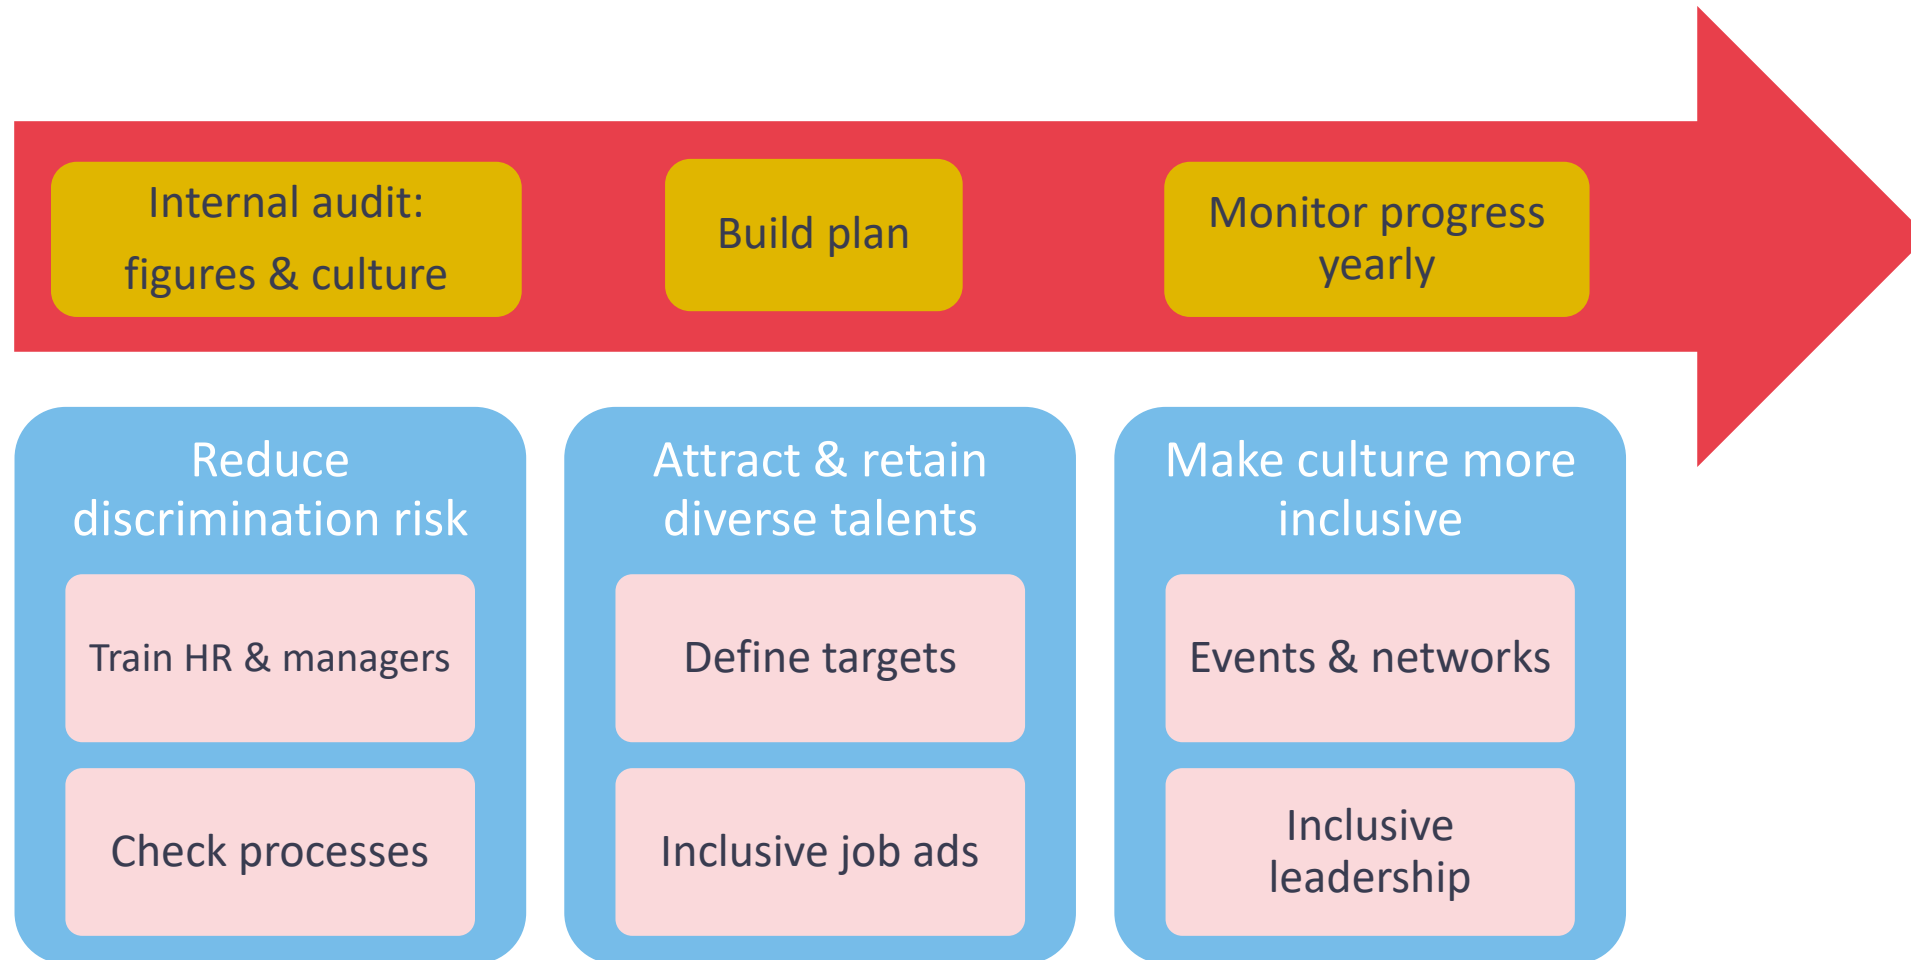 Internal audit:
figures & culture
Build plan
Monitor progress
yearly
Reduce
discrimination risk
Train HR & managers
Check processes
Attract & retain
diverse talents
Define targets
Inclusive job ads
Make culture more
inclusive
Events & networks
Inclusive
leadership